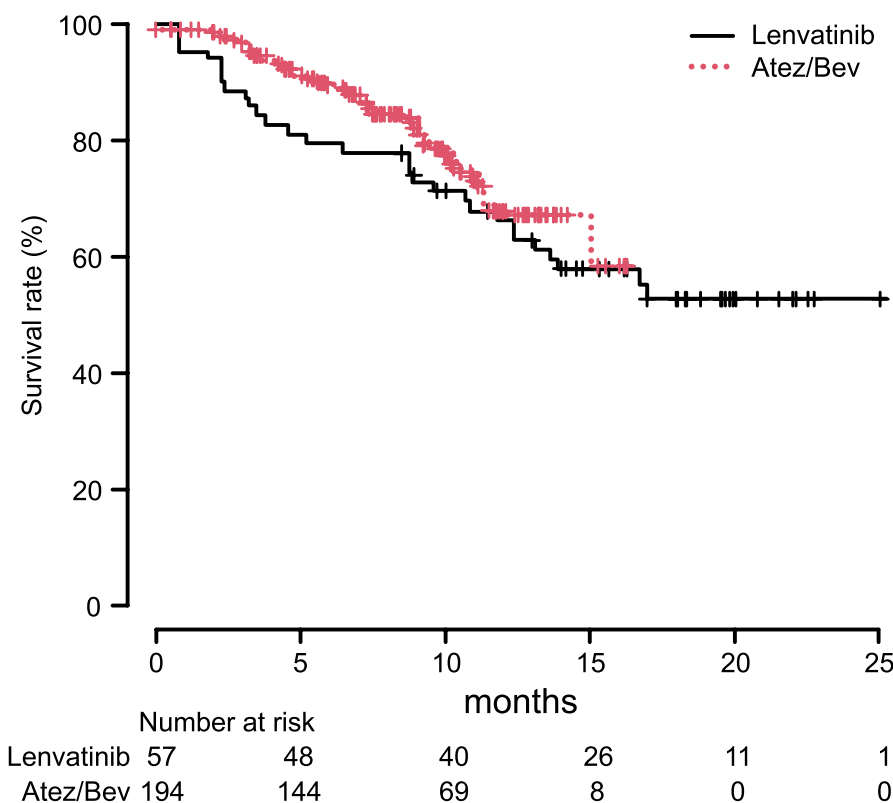 100
80
60
40
20
0
Survival rate (%)
Lenvatinib
Atez/Bev
0 5 10 15 20 25
months
Number at risk
Lenvatinib 57 48 40 26 11 1
Atez/Bev 194 144 69 8 0 0